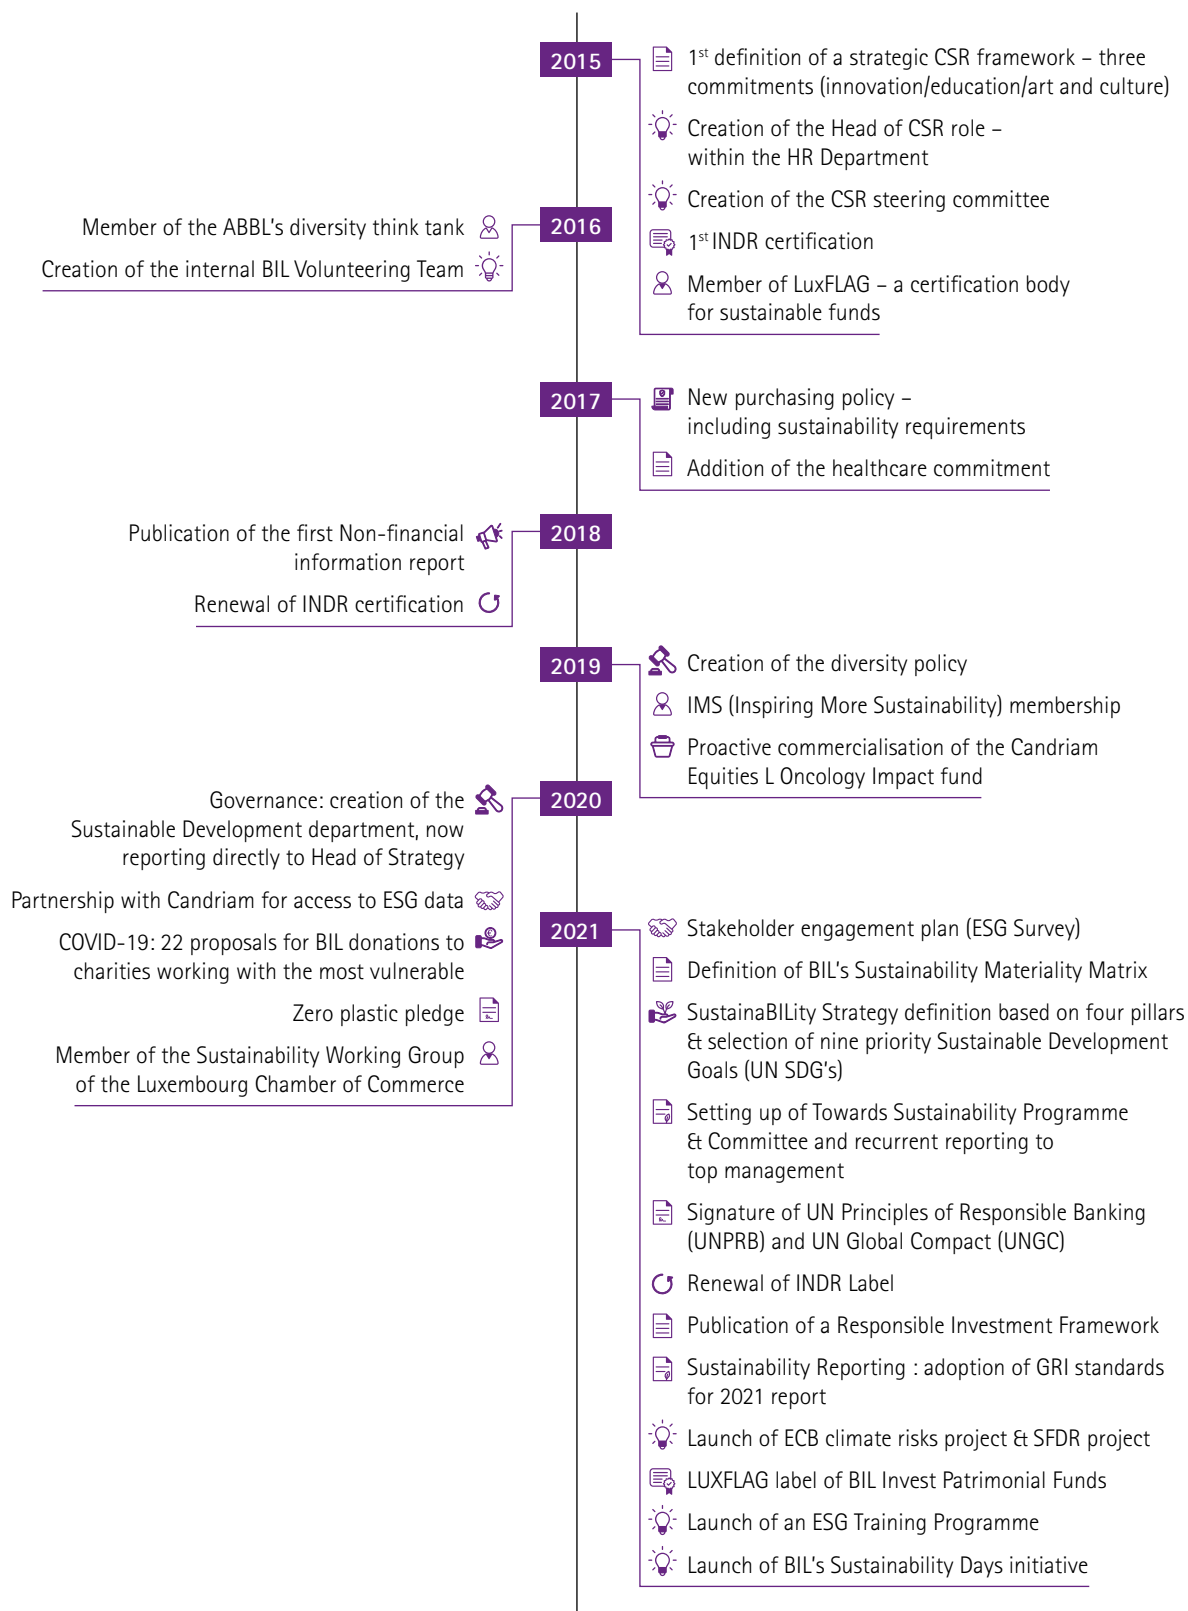 2015
1st definition of a strategic CSR framework – three
commitments (innovation/education/art and culture)
Creation of the Head of CSR role –
within the HR Department
Creation of the CSR steering committee
1st INDR certification
Member of LuxFLAG – a certification body
for sustainable funds
2016
Member of the ABBL's diversity think tank
Creation of the internal BIL Volunteering Team
2017
New purchasing policy –
including sustainability requirements
Addition of the healthcare commitment
2018
Publication of the first Non-financial
information report
Renewal of INDR certification
2019
Creation of the diversity policy
IMS (Inspiring More Sustainability) membership
Proactive commercialisation of the Candriam
Equities L Oncology Impact fund
2020
Governance: creation of the
Sustainable Development department, now
reporting directly to Head of Strategy
Partnership with Candriam for access to ESG data
COVID-19: 22 proposals for BIL donations to
charities working with the most vulnerable
Zero plastic pledge
Member of the Sustainability Working Group
of the Luxembourg Chamber of Commerce
2021
Stakeholder engagement plan (ESG Survey)
Definition of BIL's Sustainability Materiality Matrix
SustainaBILity Strategy definition based on four pillars
& selection of nine priority Sustainable Development
Goals (UN SDG's)
Setting up of Towards Sustainability Programme
& Committee and recurrent reporting to
top management
Signature of UN Principles of Responsible Banking
(UNPRB) and UN Global Compact (UNGC)
Renewal of INDR Label
Publication of a Responsible Investment Framework
Sustainability Reporting : adoption of GRI standards
for 2021 report
Launch of ECB climate risks project & SFDR project
LUXFLAG label of BIL Invest Patrimonial Funds
Launch of an ESG Training Programme
Launch of BIL's Sustainability Days initiative